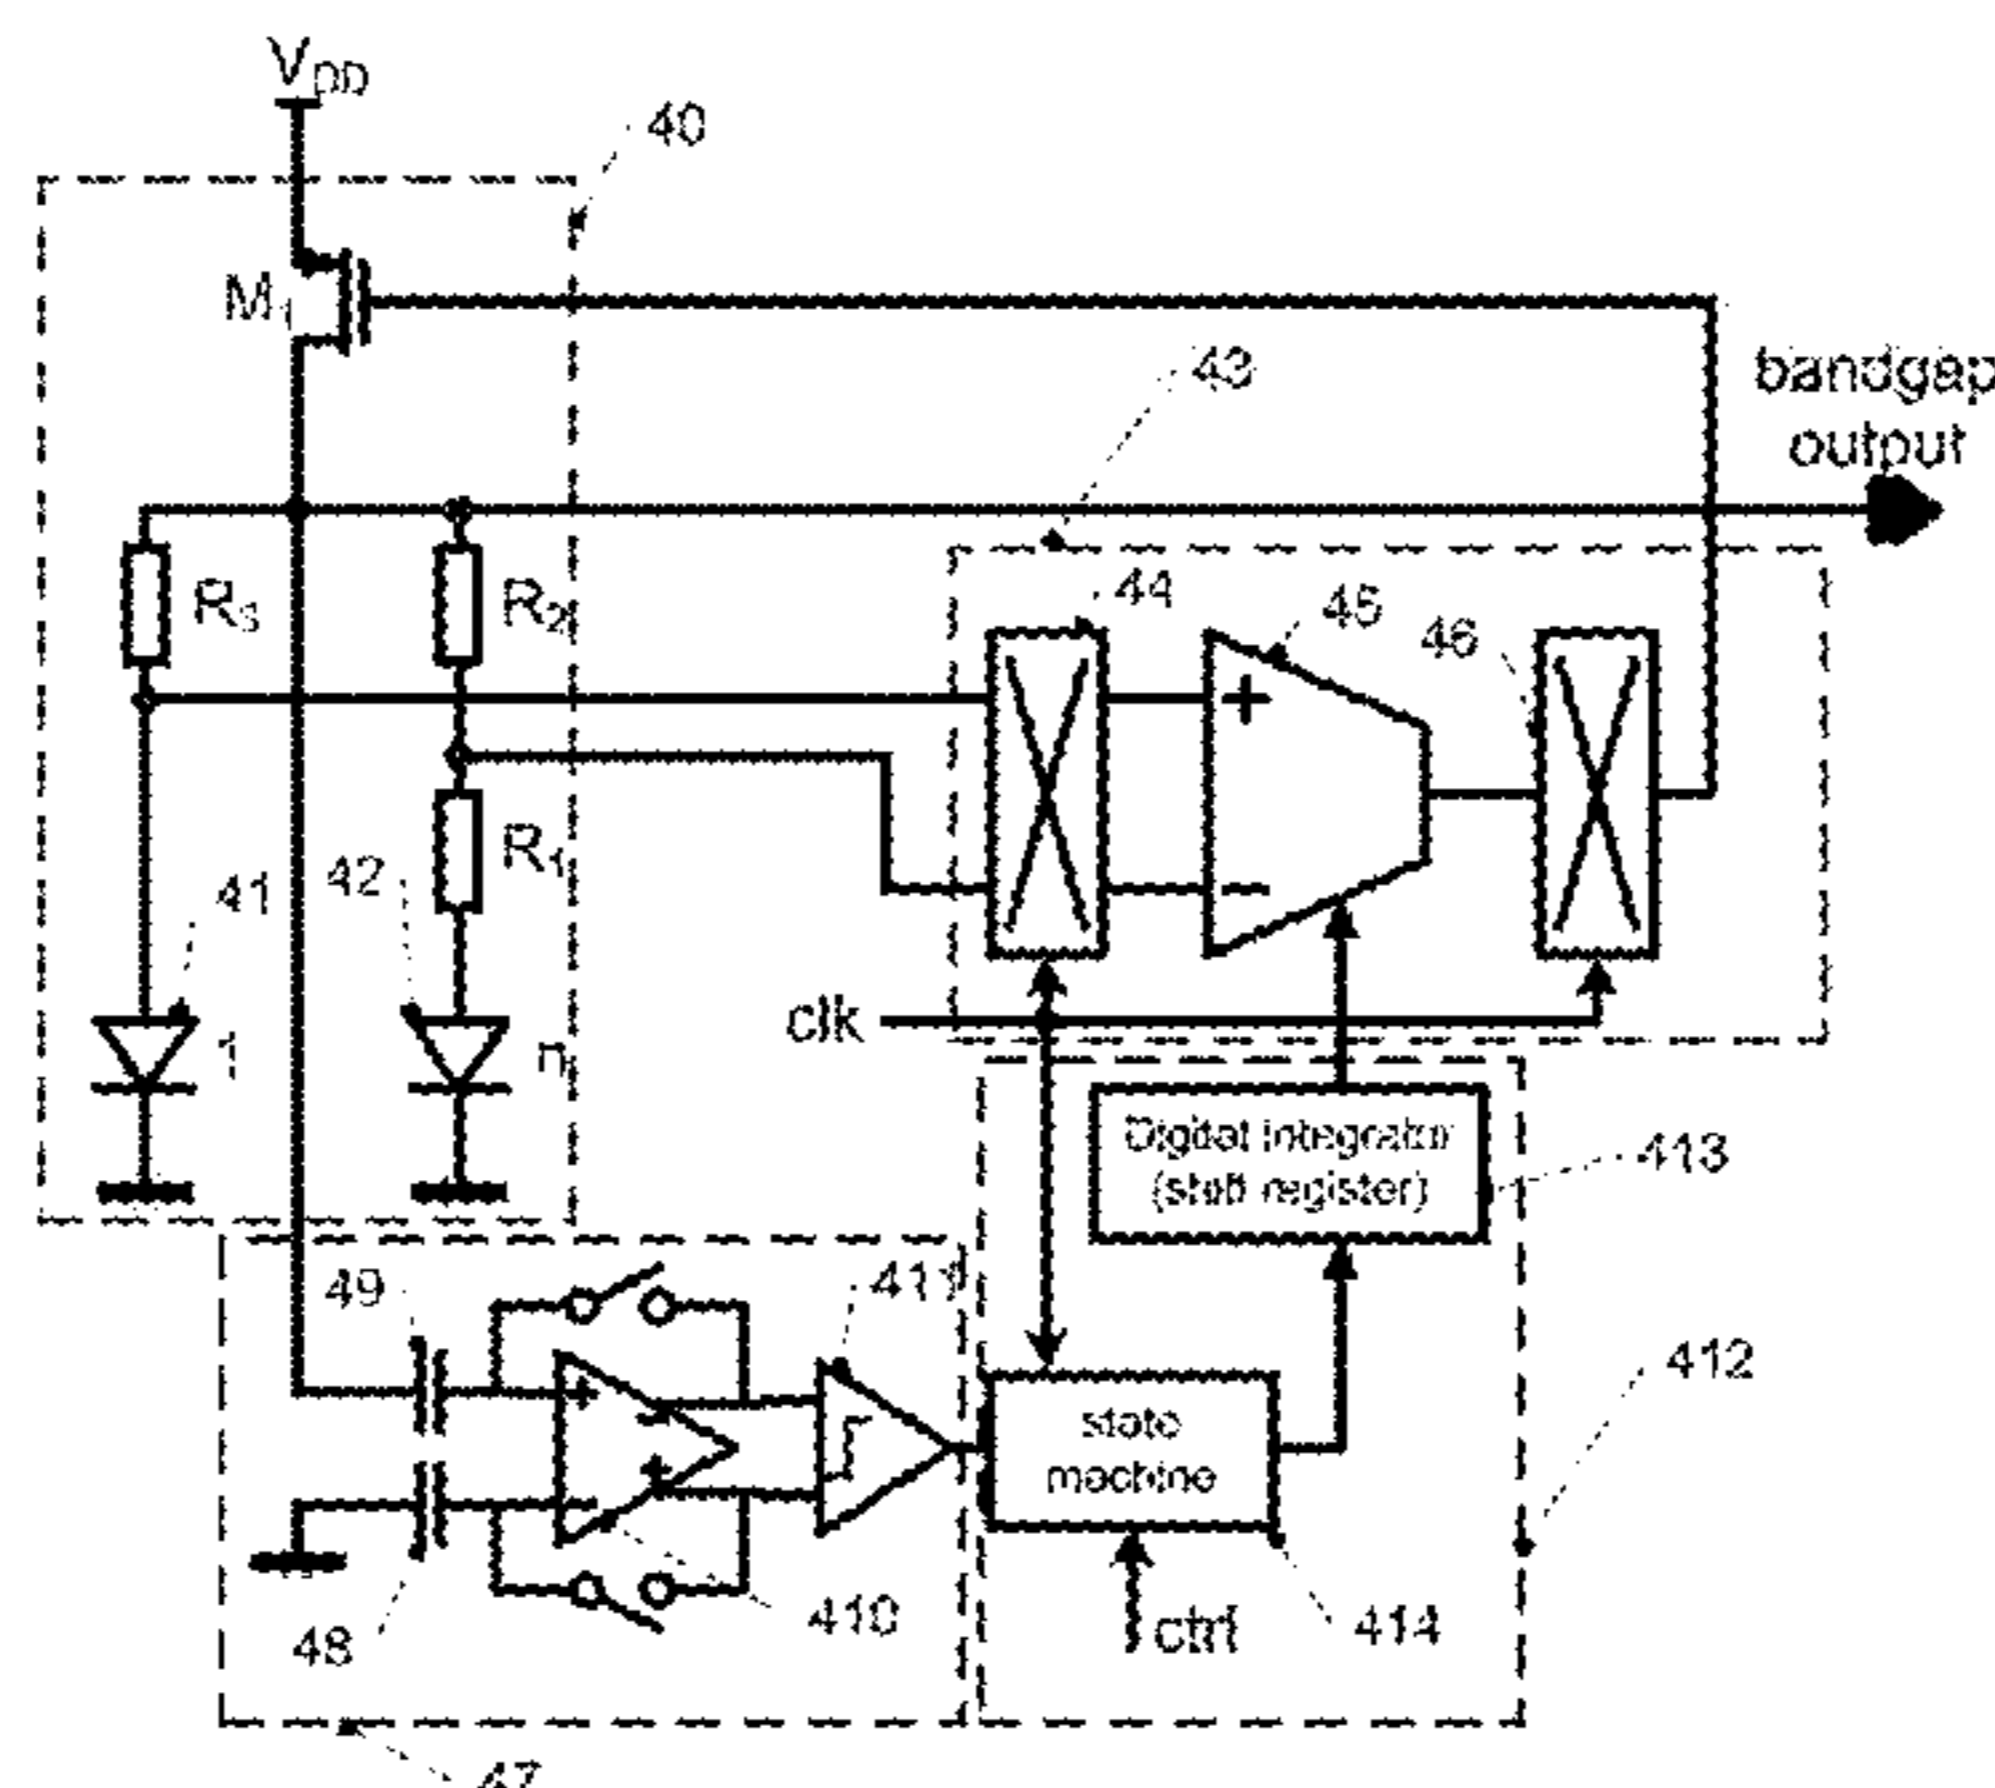 VDD
40
M1
43
bandgap
output
R3
R2
44
45
46
R1
41
42
1
n
clk
Digital integrator
(shift register)
413
49
411
412
state
machine
410
48
ctrl
414
47